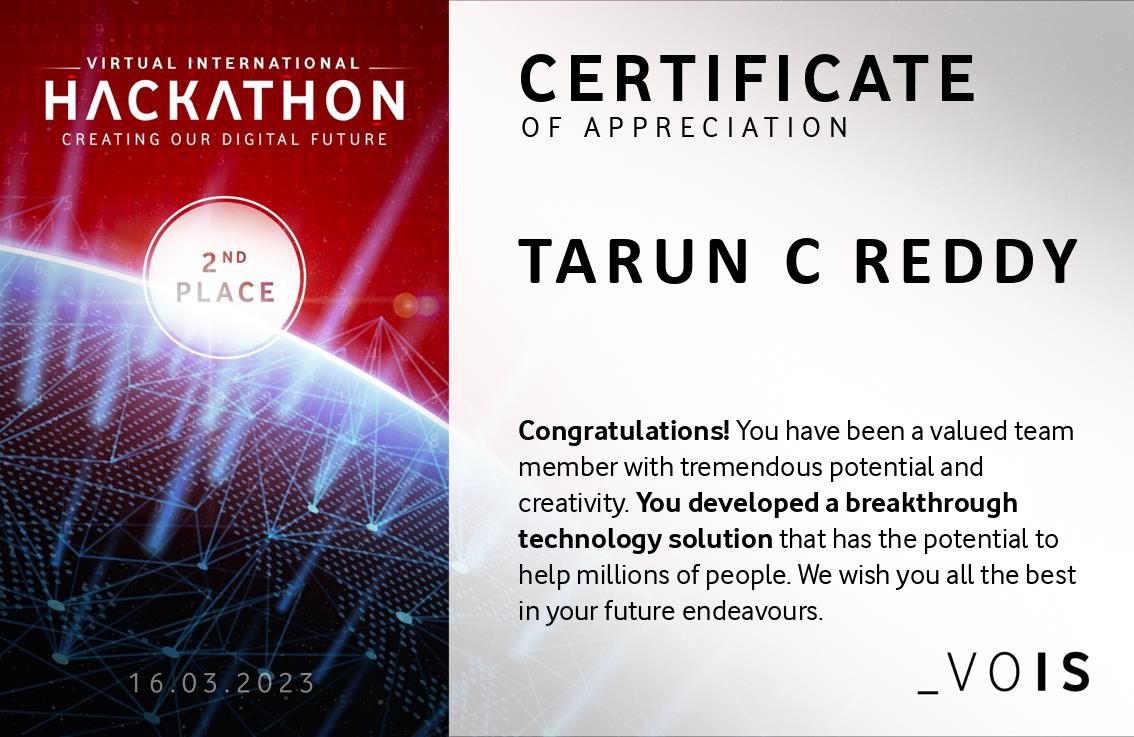 VIRTUAL INTERNATIONAL
HACKATHON
CREATING OUR DIGITAL FUTURE
2ND
PLACE
16.03.2023
CERTIFICATE
OF APPRECIATION
TARUN C REDDY
Congratulations! You have been a valued team
member with tremendous potential and
creativity. You developed a breakthrough
technology solution that has the potential to
help millions of people. We wish you all the best
in your future endeavours.
_VOIS